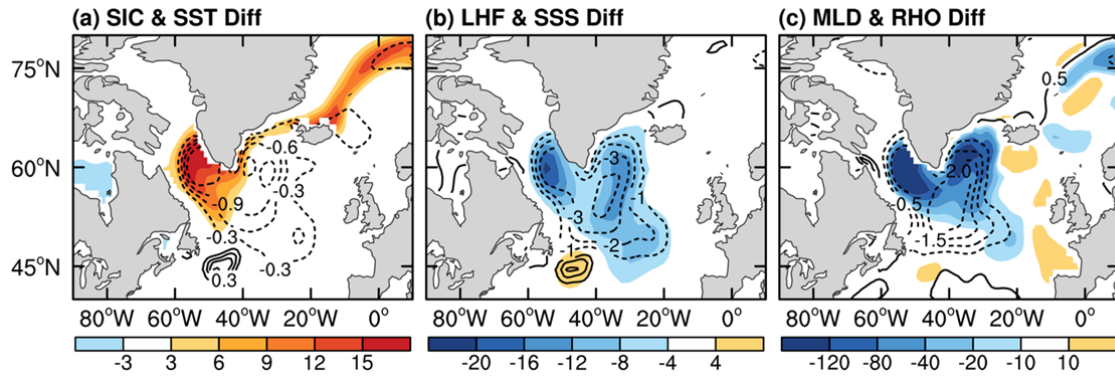 (a) SIC & SST Diff
(b) LHF & SSS Diff
(c) MLD & RHO Diff
75°N
60°N
45°N
-0.6
-0.3
-0.9
-0.3
-0.3
0.3
-3
-1
-3
-2
-1
0.5
-2.0
-0.5
-1.5
80°W 60°W 40°W 20°W 0°
80°W 60°W 40°W 20°W 0°
80°W 60°W 40°W 20°W 0°
-3 3 6 9 12 15
-20 -16 -12 -8 -4 4
-120 -80 -40 -20 -10 10